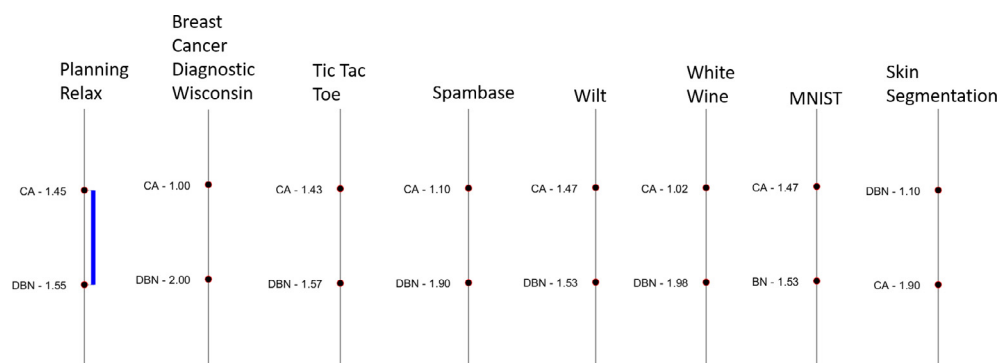 Planning
Relax
Breast
Cancer
Diagnostic
Wisconsin
Tic Tac
Toe
Spambase
Wilt
White
Wine
MNIST
Skin
Segmentation
CA - 1.45
DBN - 1.55
CA - 1.00
DBN - 2.00
CA - 1.43
DBN - 1.57
CA - 1.10
DBN - 1.90
CA - 1.47
DBN - 1.53
CA - 1.02
DBN - 1.98
CA - 1.47
BN - 1.53
DBN - 1.10
CA - 1.90